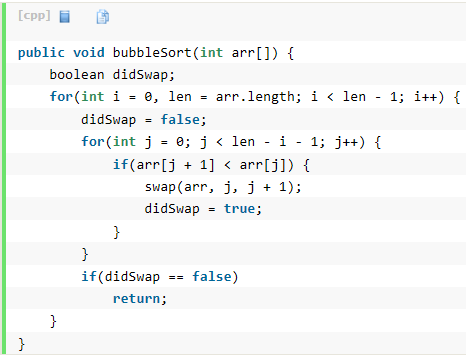 [cpp]
public void bubbleSort(int arr[]) {
    boolean didSwap;
    for(int i = 0, len = arr.length; i < len - 1; i++) {
        didSwap = false;
        for(int j = 0; j < len - i - 1; j++) {
            if(arr[j + 1] < arr[j]) {
                swap(arr, j, j + 1);
                didSwap = true;
            }
        }
        if(didSwap == false)
            return;
    }
}